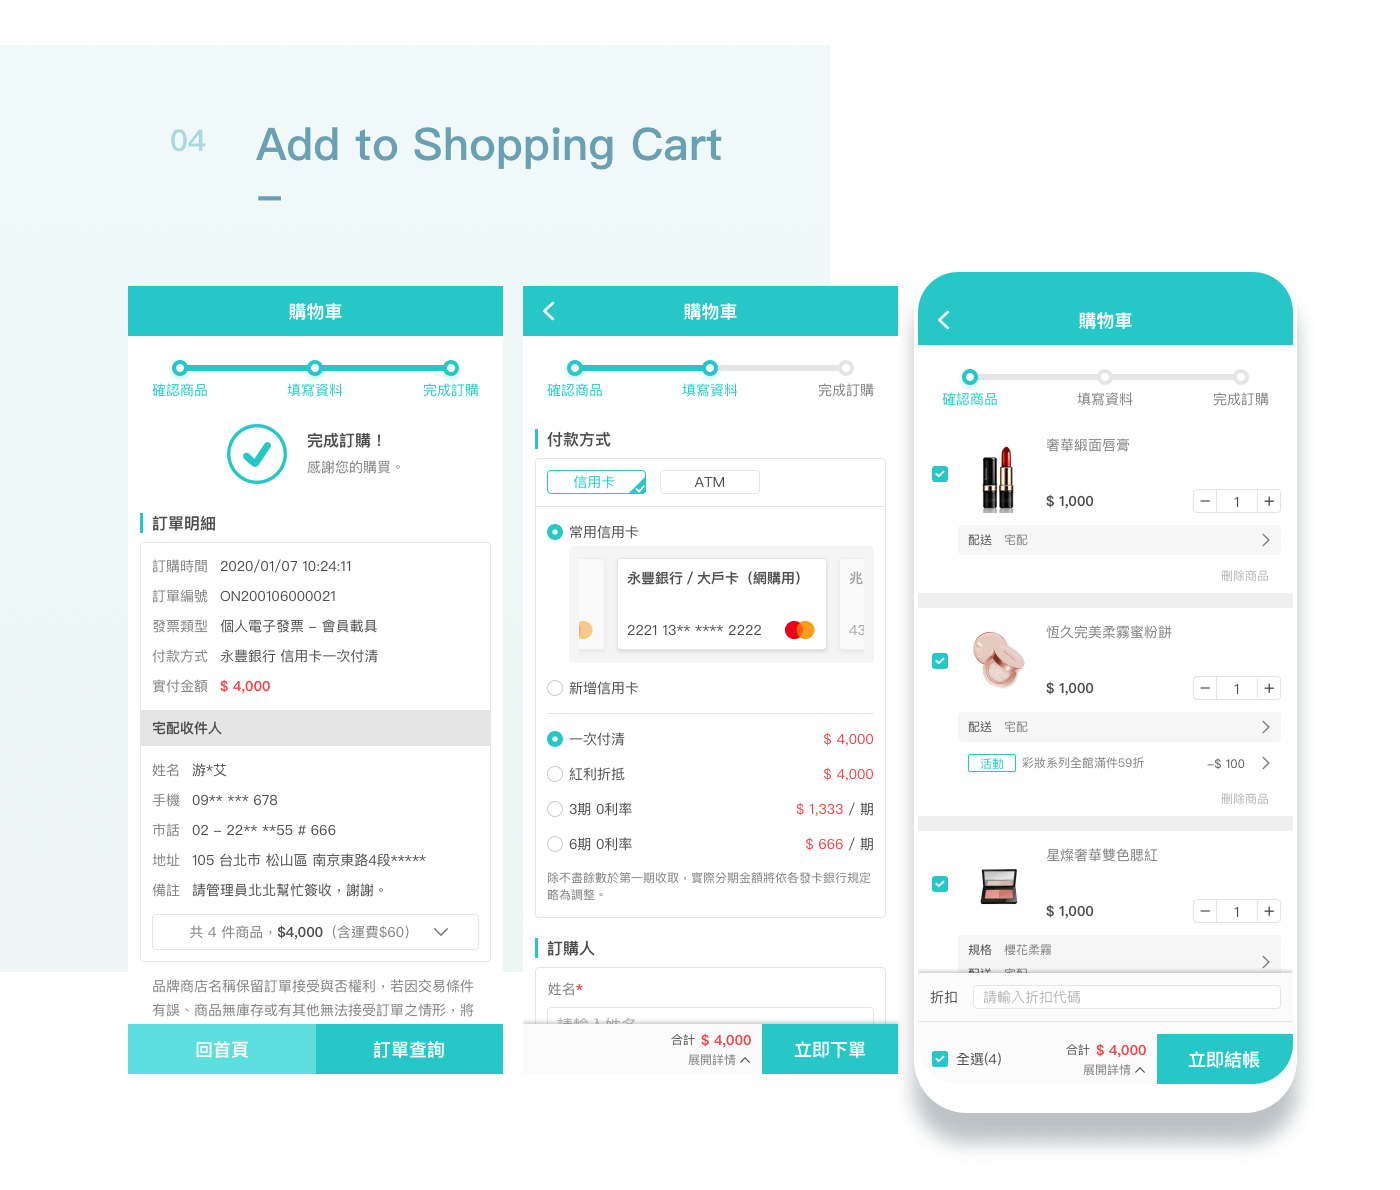 04
Add to Shopping Cart
購物車
確認商品 填寫資料 完成訂購
完成訂購！
感謝您的購買。
訂單明細
訂購時間 2020/01/07 10:24:11
訂單編號 ON200106000021
發票類型 個人電子發票 – 會員載具
付款方式 永豐銀行 信用卡一次付清
實付金額 $ 4,000
宅配收件人
姓名 游*艾
手機 09** *** 678
市話 02 – 22** **55 # 666
地址 105 台北市 松山區 南京東路4段*****
備註 請管理員北北幫忙簽收，謝謝。
共 4 件商品，$4,000（含運費$60）
品牌商店名稱保留訂單接受與否權利，若因交易條件
有誤、商品無庫存或有其他無法接受訂單之情形，將
回首頁 訂單查詢
購物車
確認商品 填寫資料 完成訂購
付款方式
信用卡 ATM
常用信用卡
永豐銀行 / 大戶卡（網購用） 兆
2221 13** **** 2222 43
新增信用卡
一次付清 $ 4,000
紅利折抵 $ 4,000
3期 0利率 $ 1,333 / 期
6期 0利率 $ 666 / 期
除不盡餘數於第一期收取，實際分期金額將依各發卡銀行規定
略為調整。
訂購人
姓名*
請輸入姓名
合計 $ 4,000
展開詳情
立即下單
購物車
確認商品 填寫資料 完成訂購
奢華緞面唇膏
$ 1,000 − 1 +
配送 宅配
刪除商品
恆久完美柔霧蜜粉餅
$ 1,000 − 1 +
配送 宅配
活動 彩妝系列全館滿件59折 –$ 100
刪除商品
星燦奢華雙色腮紅
$ 1,000 − 1 +
規格 櫻花柔霧
配送 宅配
折扣 請輸入折扣代碼
全選(4)
合計 $ 4,000
展開詳情
立即結帳